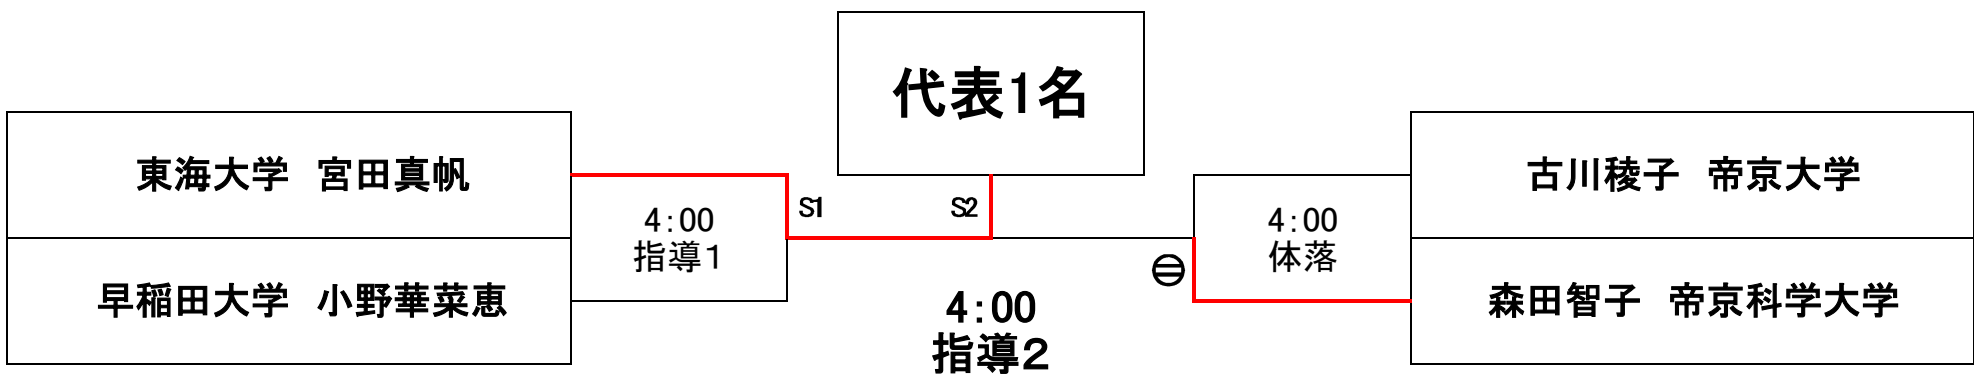 代表1名
東海大学　宮田真帆
早稲田大学　小野華菜恵
4:00
指導1
S1
S2
4:00
指導2
㊀
4:00
体落
古川稜子　帝京大学
森田智子　帝京科学大学